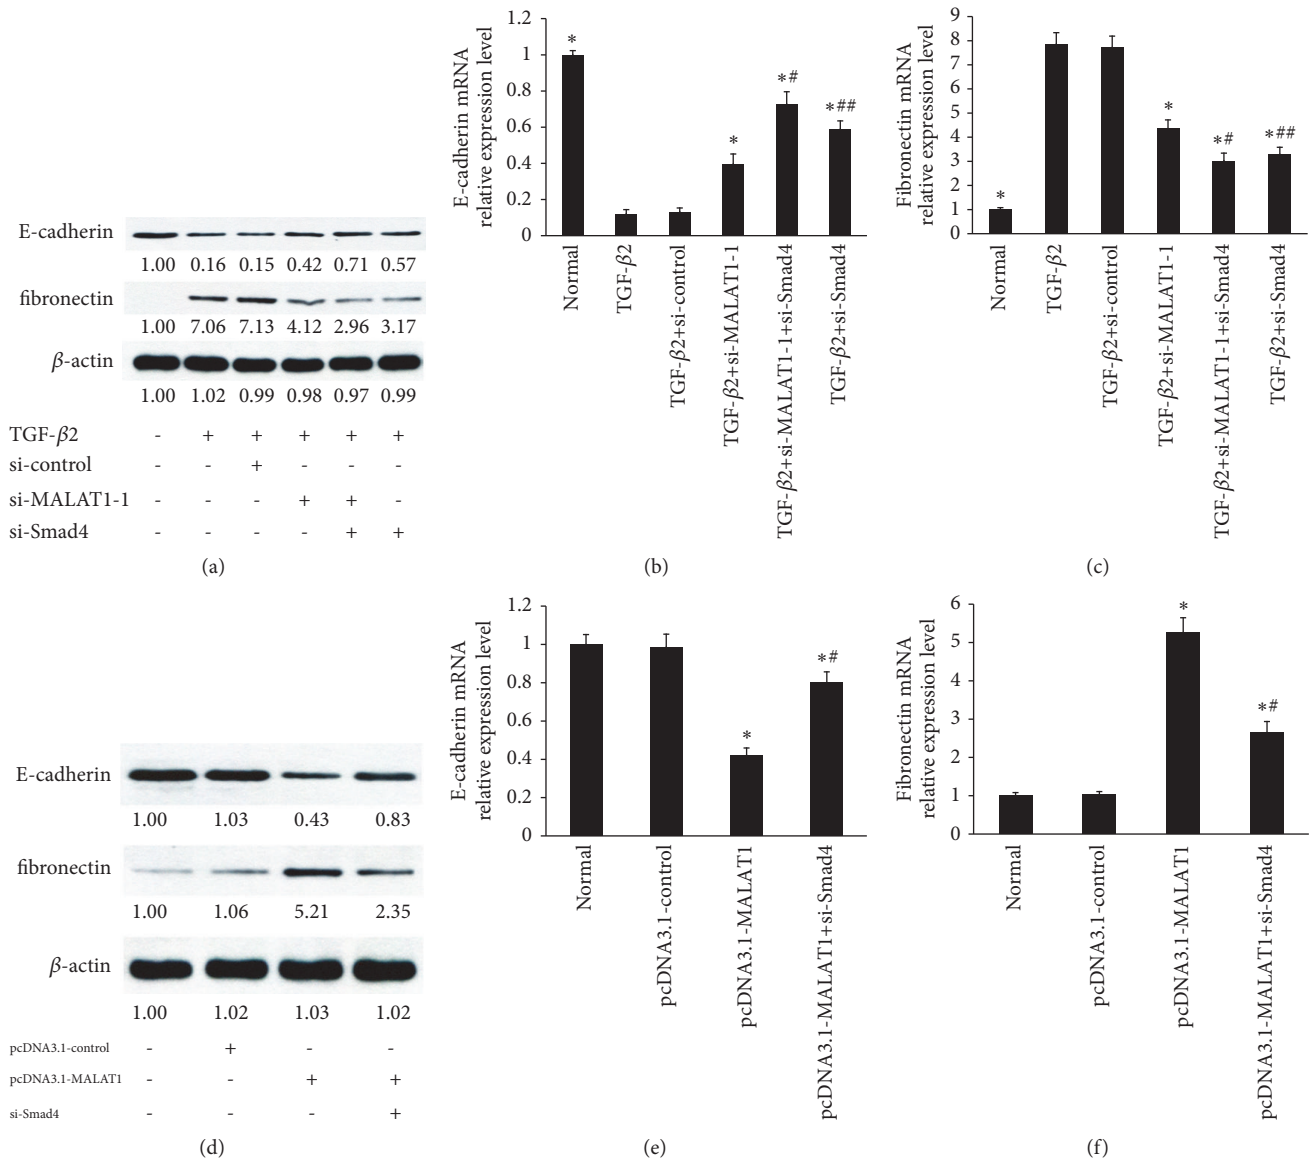 E-cadherin
1.00 0.16 0.15 0.42 0.71 0.57
fibronectin
1.00 7.06 7.13 4.12 2.96 3.17
β-actin
1.00 1.02 0.99 0.98 0.97 0.99
TGF-β2 - + + + + +
si-control - - + - - -
si-MALAT1-1 - - - + + -
si-Smad4 - - - - + +
(a)
E-cadherin mRNA
relative expression level
1.2
1
0.8
0.6
0.4
0.2
0
*
*
*#
*##
Normal
TGF-β2
TGF-β2+si-control
TGF-β2+si-MALAT1-1
TGF-β2+si-MALAT1-1+si-Smad4
TGF-β2+si-Smad4
(b)
Fibronectin mRNA
relative expression level
9
8
7
6
5
4
3
2
1
0
*
*
*#
*##
Normal
TGF-β2
TGF-β2+si-control
TGF-β2+si-MALAT1-1
TGF-β2+si-MALAT1-1+si-Smad4
TGF-β2+si-Smad4
(c)
E-cadherin
1.00 1.03 0.43 0.83
fibronectin
1.00 1.06 5.21 2.35
β-actin
1.00 1.02 1.03 1.02
pcDNA3.1-control - + - -
pcDNA3.1-MALAT1 - - + +
si-Smad4 - - - +
(d)
E-cadherin mRNA
relative expression level
1.2
1
0.8
0.6
0.4
0.2
0
*
*#
Normal
pcDNA3.1-control
pcDNA3.1-MALAT1
pcDNA3.1-MALAT1+si-Smad4
(e)
Fibronectin mRNA
relative expression level
6
5
4
3
2
1
0
*
*#
Normal
pcDNA3.1-control
pcDNA3.1-MALAT1
pcDNA3.1-MALAT1+si-Smad4
(f)